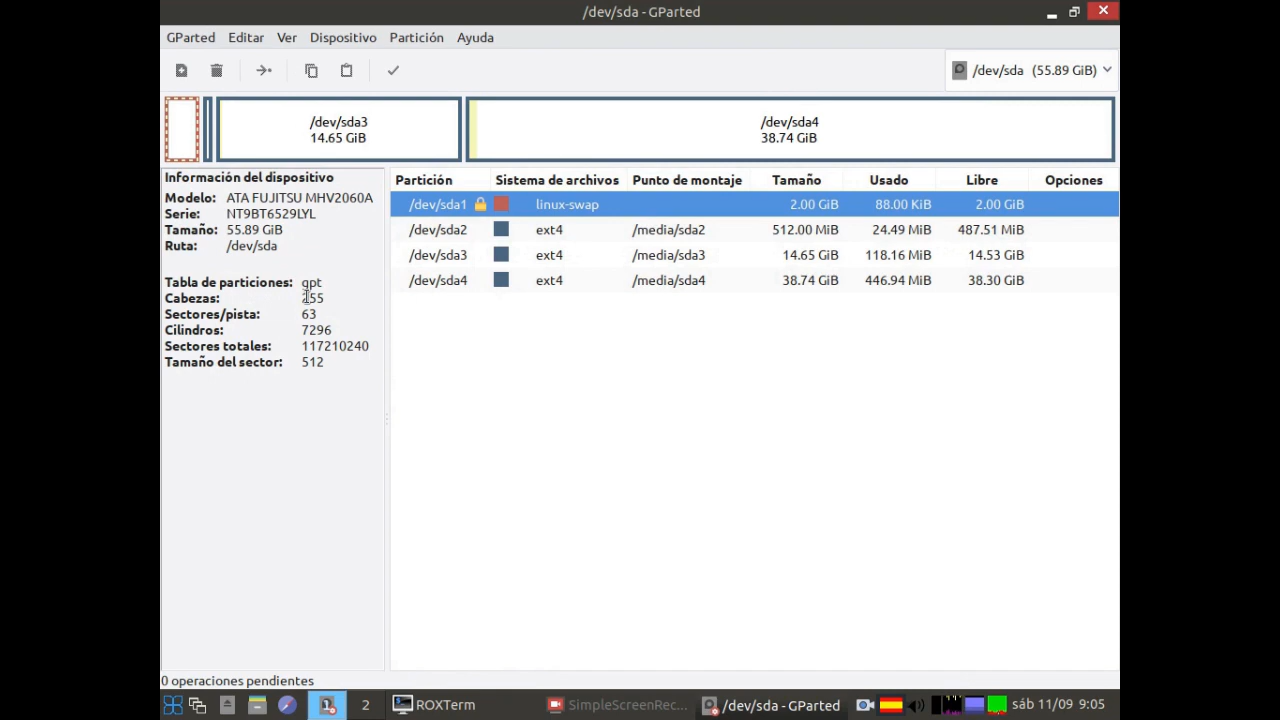 /dev/sda - GParted
GParted Editar Ver Dispositivo Partición Ayuda
/dev/sda (55.89 GiB)
/dev/sda3
14.65 GiB
/dev/sda4
38.74 GiB
Información del dispositivo
Modelo: ATA FUJITSU MHV2060A
Serie: NT9BT6529LYL
Tamaño: 55.89 GiB
Ruta: /dev/sda
Tabla de particiones: gpt
Cabezas: 255
Sectores/pista: 63
Cilindros: 7296
Sectores totales: 117210240
Tamaño del sector: 512
Partición Sistema de archivos Punto de montaje Tamaño Usado Libre Opciones
/dev/sda1 linux-swap 2.00 GiB 88.00 KiB 2.00 GiB
/dev/sda2 ext4 /media/sda2 512.00 MiB 24.49 MiB 487.51 MiB
/dev/sda3 ext4 /media/sda3 14.65 GiB 118.16 MiB 14.53 GiB
/dev/sda4 ext4 /media/sda4 38.74 GiB 446.94 MiB 38.30 GiB
0 operaciones pendientes
2 ROXTerm SimpleScreenRec... /dev/sda - GParted sáb 11/09 9:05